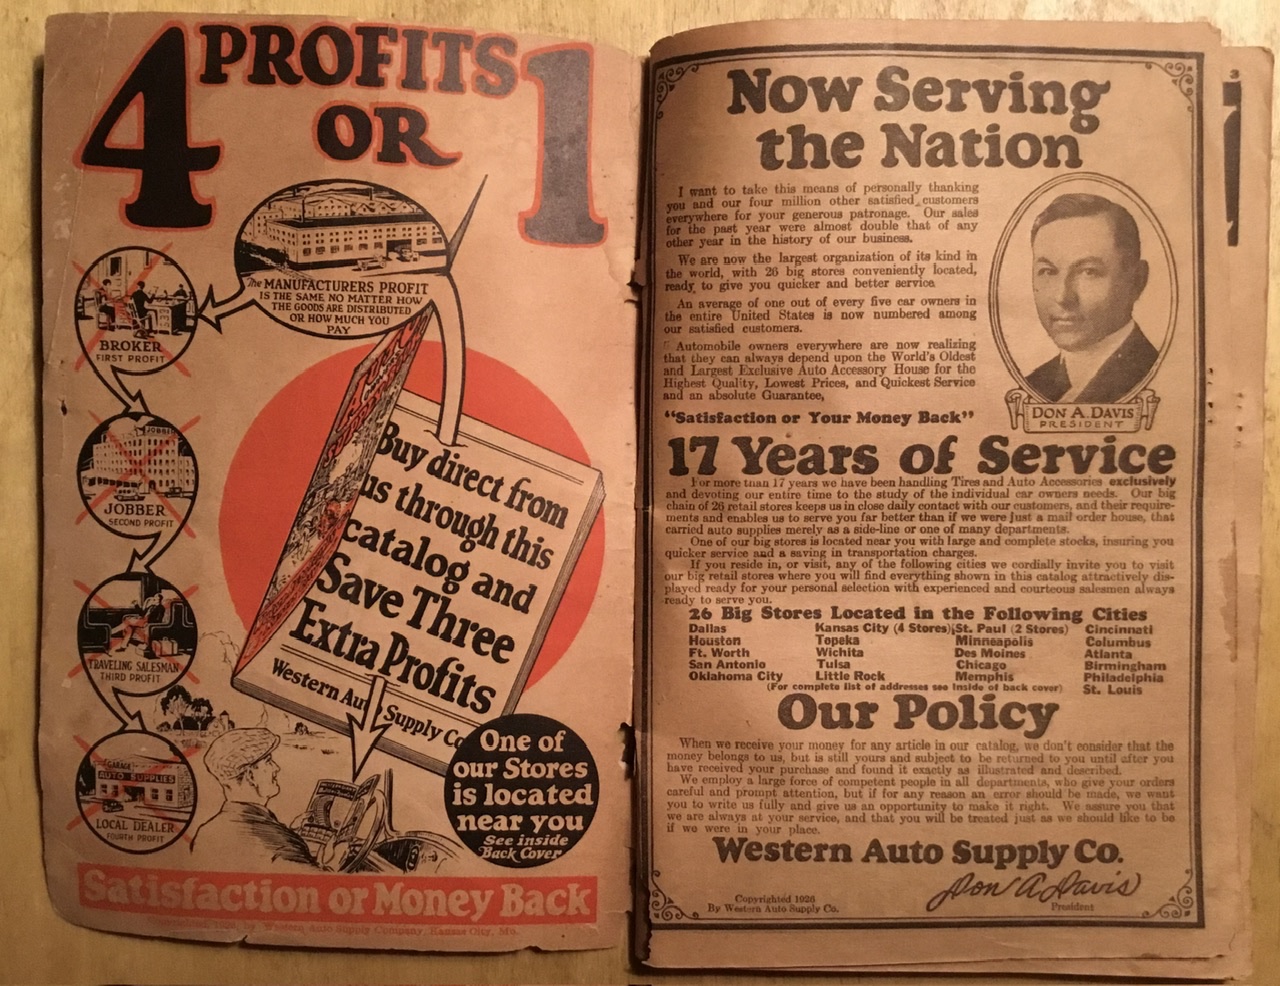 4 PROFITS OR 1
The MANUFACTURERS PROFIT
IS THE SAME NO MATTER HOW
THE GOODS ARE DISTRIBUTED
OR HOW MUCH YOU
PAY
BROKER
FIRST PROFIT
JOBBER
JOBBER
SECOND PROFIT
TRAVELING SALESMAN
THIRD PROFIT
GARAGE
AUTO SUPPLIES
LOCAL DEALER
FOURTH PROFIT
Buy direct from
us through this
catalog and
Save Three
Extra Profits
Western Auto Supply Co
One of
our Stores
is located
near you
See inside
Back Cover
Satisfaction or Money Back
by Western Auto Supply Company, Kansas City, Mo.
Now Serving
the Nation
I want to take this means of personally thanking
you and our four million other satisfied customers
everywhere for your generous patronage. Our sales
for the past year were almost double that of any
other year in the history of our business.
We are now the largest organization of its kind in
the world, with 26 big stores conveniently located,
ready to give you quicker and better service
An average of one out of every five car owners in
the entire United States is now numbered among
our satisfied customers.
Automobile owners everywhere are now realizing
that they can always depend upon the World's Oldest
and Largest Exclusive Auto Accessory House for the
Highest Quality, Lowest Prices, and Quickest Service
and an absolute Guarantee,
"Satisfaction or Your Money Back"
DON A. DAVIS
PRESIDENT
17 Years of Service
For more than 17 years we have been handling Tires and Auto Accessories exclusively
and devoting our entire time to the study of the individual car owners needs. Our big
chain of 26 retail stores keeps us in close daily contact with our customers, and their require-
ments and enables us to serve you far better than if we were just a mail order house, that
carried auto supplies merely as a side-line or one of many departments.
One of our big stores is located near you with large and complete stocks, insuring you
quicker service and a saving in transportation charges.
If you reside in, or visit, any of the following cities we cordially invite you to visit
our big retail stores where you will find everything shown in this catalog attractively dis-
played ready for your personal selection with experienced and courteous salesmen always
ready to serve you.
26 Big Stores Located in the Following Cities
Dallas Kansas City (4 Stores) St. Paul (2 Stores) Cincinnati
Houston Topeka Minneapolis Columbus
Ft. Worth Wichita Des Moines Atlanta
San Antonio Tulsa Chicago Birmingham
Oklahoma City Little Rock Memphis Philadelphia
(For complete list of addresses see inside of back cover) St. Louis
Our Policy
When we receive your money for any article in our catalog, we don't consider that the
money belongs to us, but is still yours and subject to be returned to you until after you
have received your purchase and found it exactly as illustrated and described.
We employ a large force of competent people in all departments, who give your orders
careful and prompt attention, but if for any reason an error should be made, we want
you to write us fully and give us an opportunity to make it right. We assure you that
we are always at your service, and that you will be treated just as we should like to be
if we were in your place.
Western Auto Supply Co.
Don A. Davis
President
Copyrighted 1926
By Western Auto Supply Co.
3